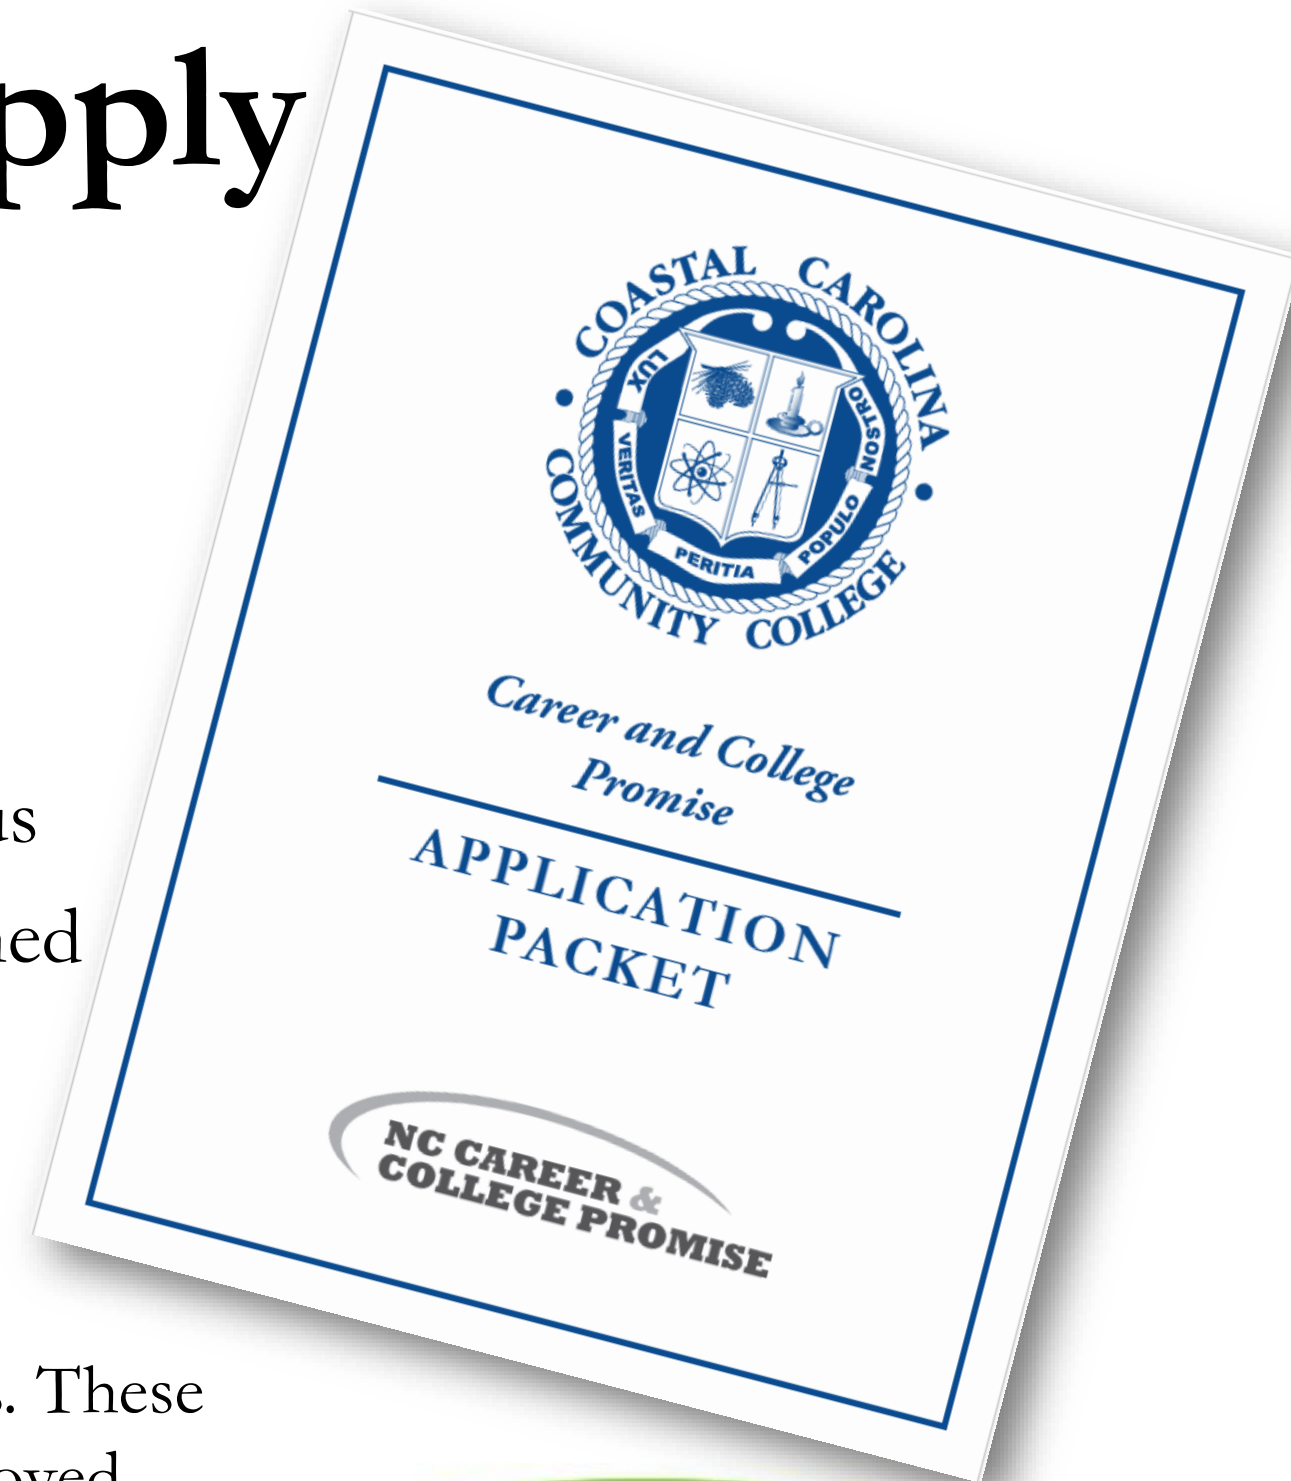 pply
COASTAL CAROLINA
COMMUNITY COLLEGE
LUX
VERITAS
PERITIA
POPULO
NOSTRO
Career and College
Promise
APPLICATION
PACKET
NC CAREER &
COLLEGE PROMISE
us
ned
s. These
oved